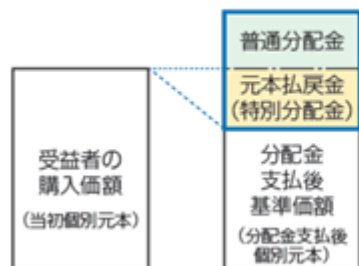 普通分配金
元本払戻金
(特別分配金)
受益者の
購入価額
(当初個別元本)
分配金
支払後
基準価額
(分配金支払後
個別元本)